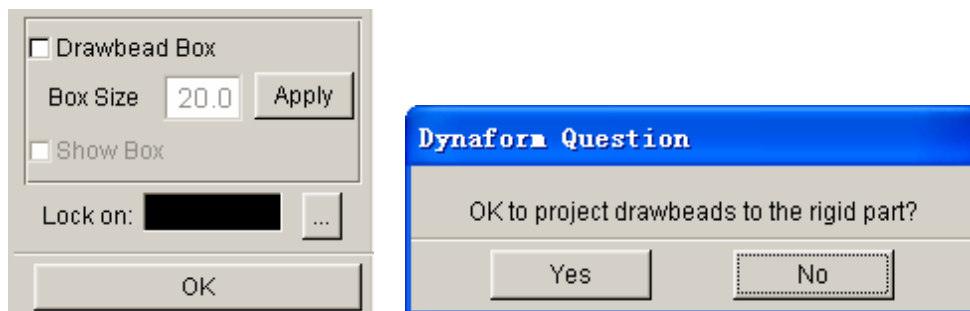 Drawbead Box
Box Size 20.0 Apply
Show Box
Lock on: ...
OK
Dynaform Question
OK to project drawbeads to the rigid part?
Yes No